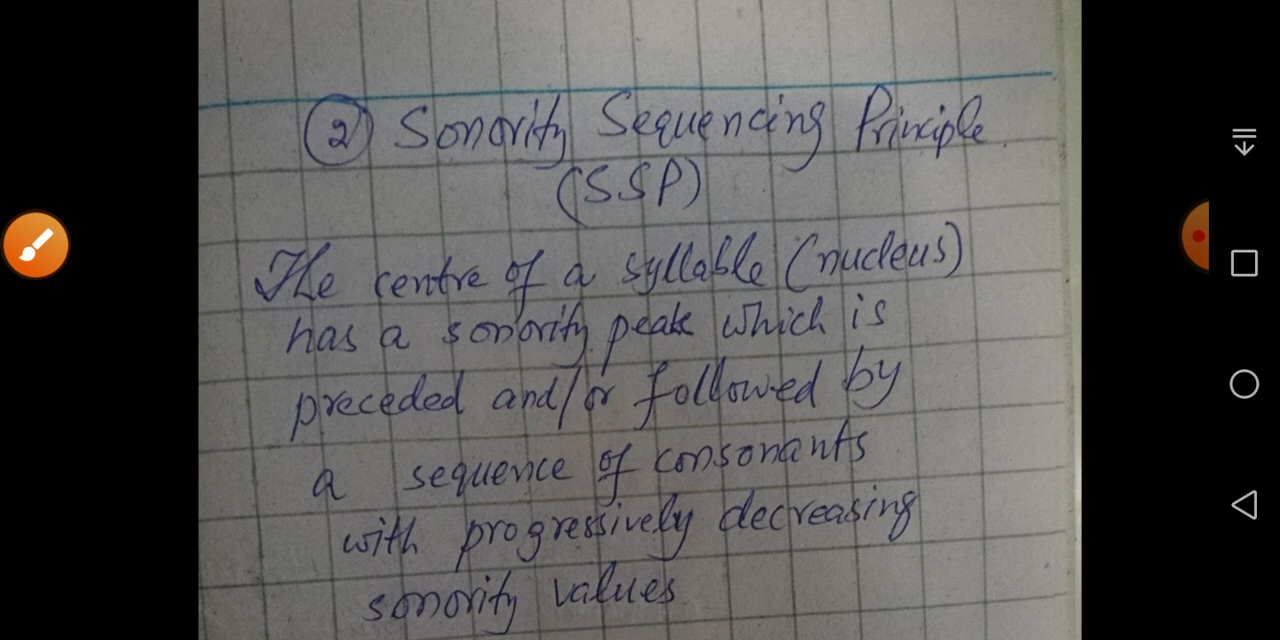 ② Sonority Sequencing Principle
(SSP)
The centre of a syllable (nucleus)
has a sonority peak which is
preceded and/or followed by
a sequence of consonants
with progressively decreasing
sonority values